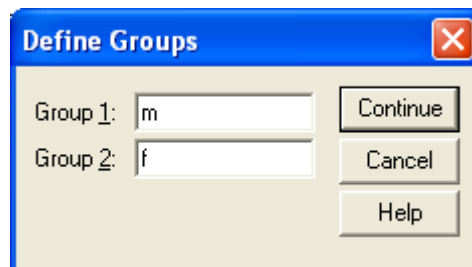 Define Groups
Group 1: m
Continue
Group 2: f
Cancel
Help